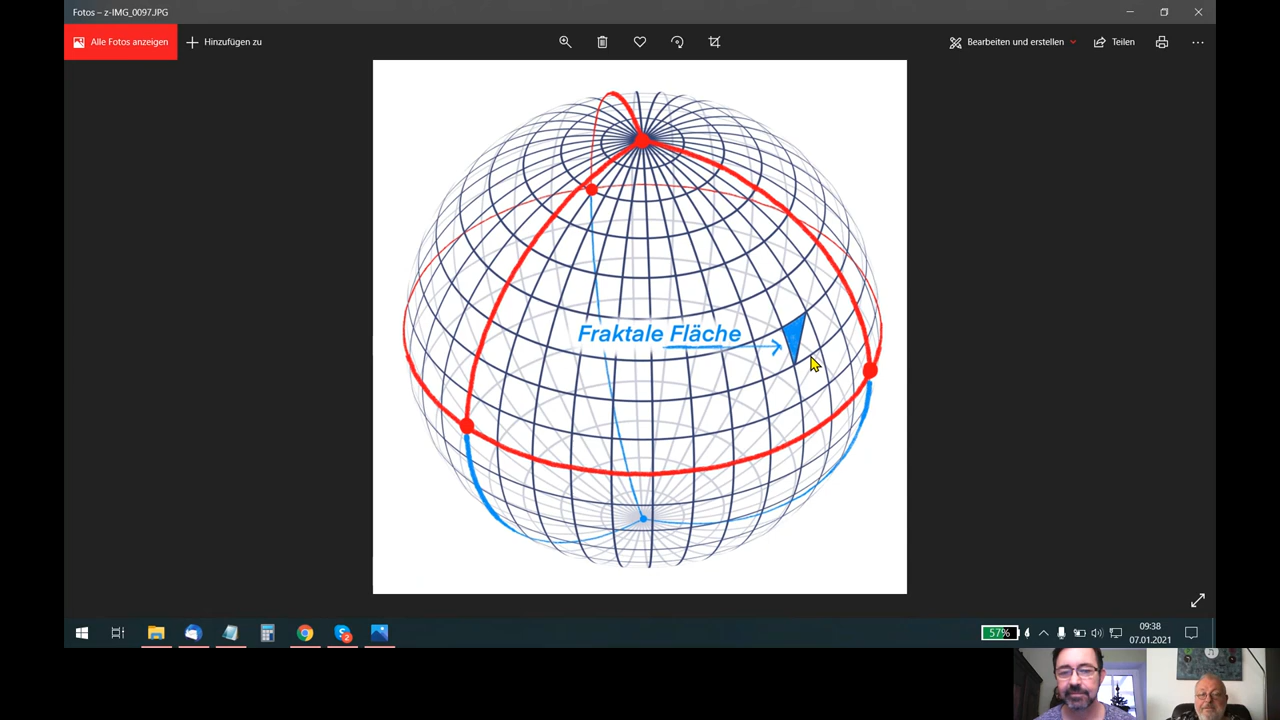 Fotos – z-IMG_0097.JPG
Alle Fotos anzeigen
Hinzufügen zu
Bearbeiten und erstellen
Teilen
Fraktale Fläche
57%
09:38
07.01.2021
2